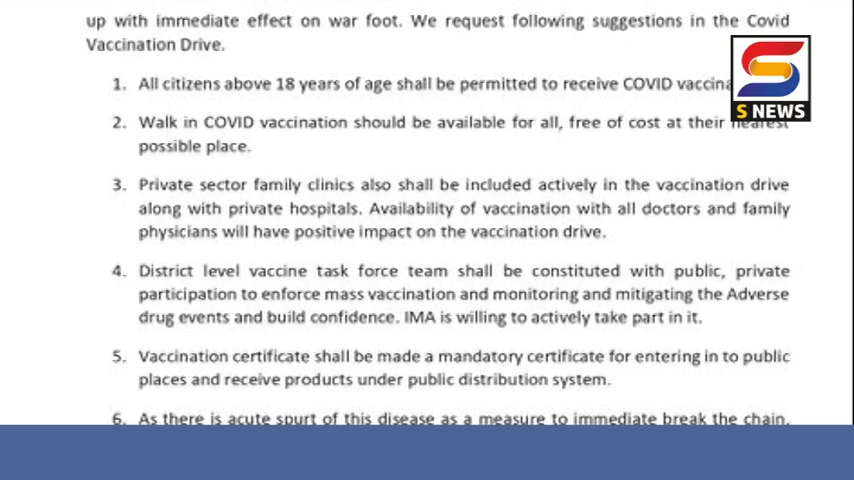 up with immediate effect on war foot. We request following suggestions in the Covid
Vaccination Drive.
1. All citizens above 18 years of age shall be permitted to receive COVID
S NEWS
2. Walk in COVID vaccination should be available for all, free of cost at their nearest
possible place.
3. Private sector family clinics also shall be included actively in the vaccination drive
along with private hospitals. Availability of vaccination with all doctors and family
physicians will have positive impact on the vaccination drive.
4. District level vaccine task force team shall be constituted with public, private
participation to enforce mass vaccination and monitoring and mitigating the Adverse
drug events and build confidence. IMA is willing to actively take part in it.
5. Vaccination certificate shall be made a mandatory certificate for entering in to public
places and receive products under public distribution system.
6. As there is acute spurt of this disease as a measure to immediate break the chain,